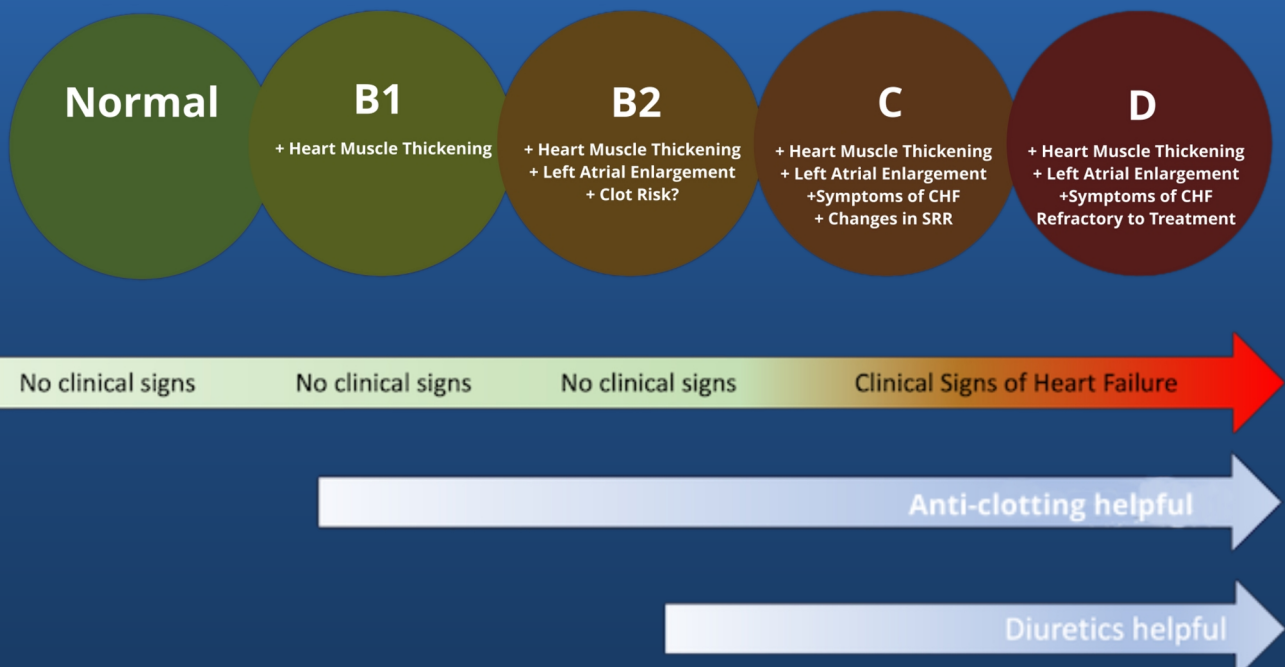 Normal
B1
+ Heart Muscle Thickening
B2
+ Heart Muscle Thickening
+ Left Atrial Enlargement
+ Clot Risk?
C
+ Heart Muscle Thickening
+ Left Atrial Enlargement
+Symptoms of CHF
+ Changes in SRR
D
+ Heart Muscle Thickening
+ Left Atrial Enlargement
+Symptoms of CHF
Refractory to Treatment
No clinical signs
No clinical signs
No clinical signs
Clinical Signs of Heart Failure
Anti-clotting helpful
Diuretics helpful